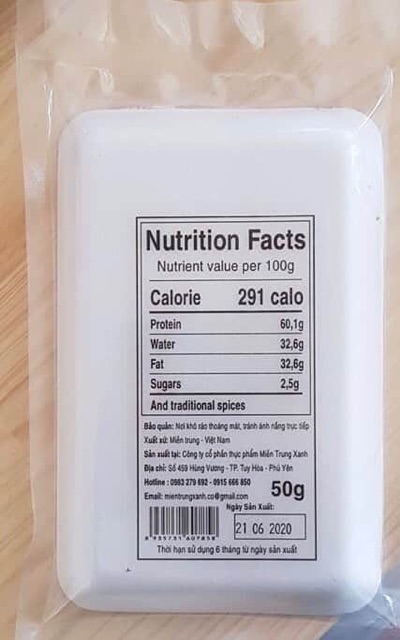 Nutrition Facts
Nutrient value per 100g
Calorie 291 calo
Protein 60,1g
Water 32,6g
Fat 32,6g
Sugars 2,5g
And traditional spices
Bảo quản: Nơi khô ráo thoáng mát, tránh ánh nắng trực tiếp
Xuất xứ: Miền trung - Việt Nam
Sản xuất tại: Công ty cổ phần thực phẩm Miền Trung Xanh
Địa chỉ: Số 459 Hùng Vương - TP. Tuy Hòa - Phú Yên
Hotline : 0983 279 692 - 0915 666 850
Email: mientrungxanh.co@gmail.com
50g
Ngày Sản Xuất:
21 06 2020
Thời hạn sử dụng 6 tháng từ ngày sản xuất